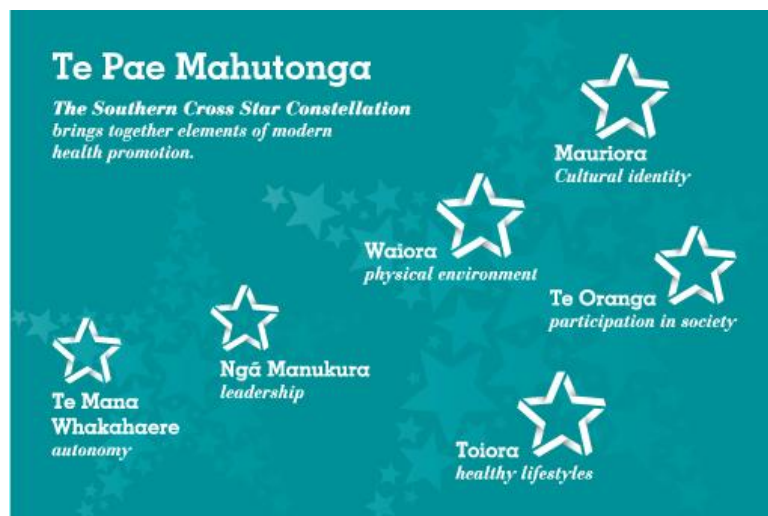 Te Pae Mahutonga
The Southern Cross Star Constellation
brings together elements of modern
health promotion.
Mauriora
Cultural identity
Waiora
physical environment
Te Oranga
participation in society
Ngā Manukura
leadership
Te Mana
Whakahaere
autonomy
Toiora
healthy lifestyles